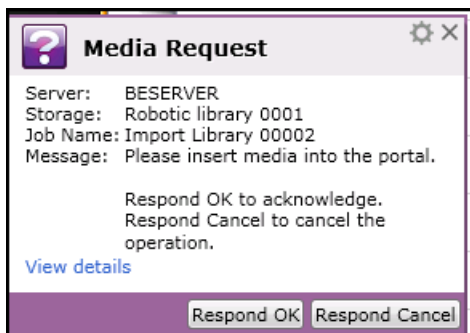 Media Request
Server: BESERVER
Storage: Robotic library 0001
Job Name: Import Library 00002
Message: Please insert media into the portal.
Respond OK to acknowledge.
Respond Cancel to cancel the
operation.
View details
Respond OK Respond Cancel